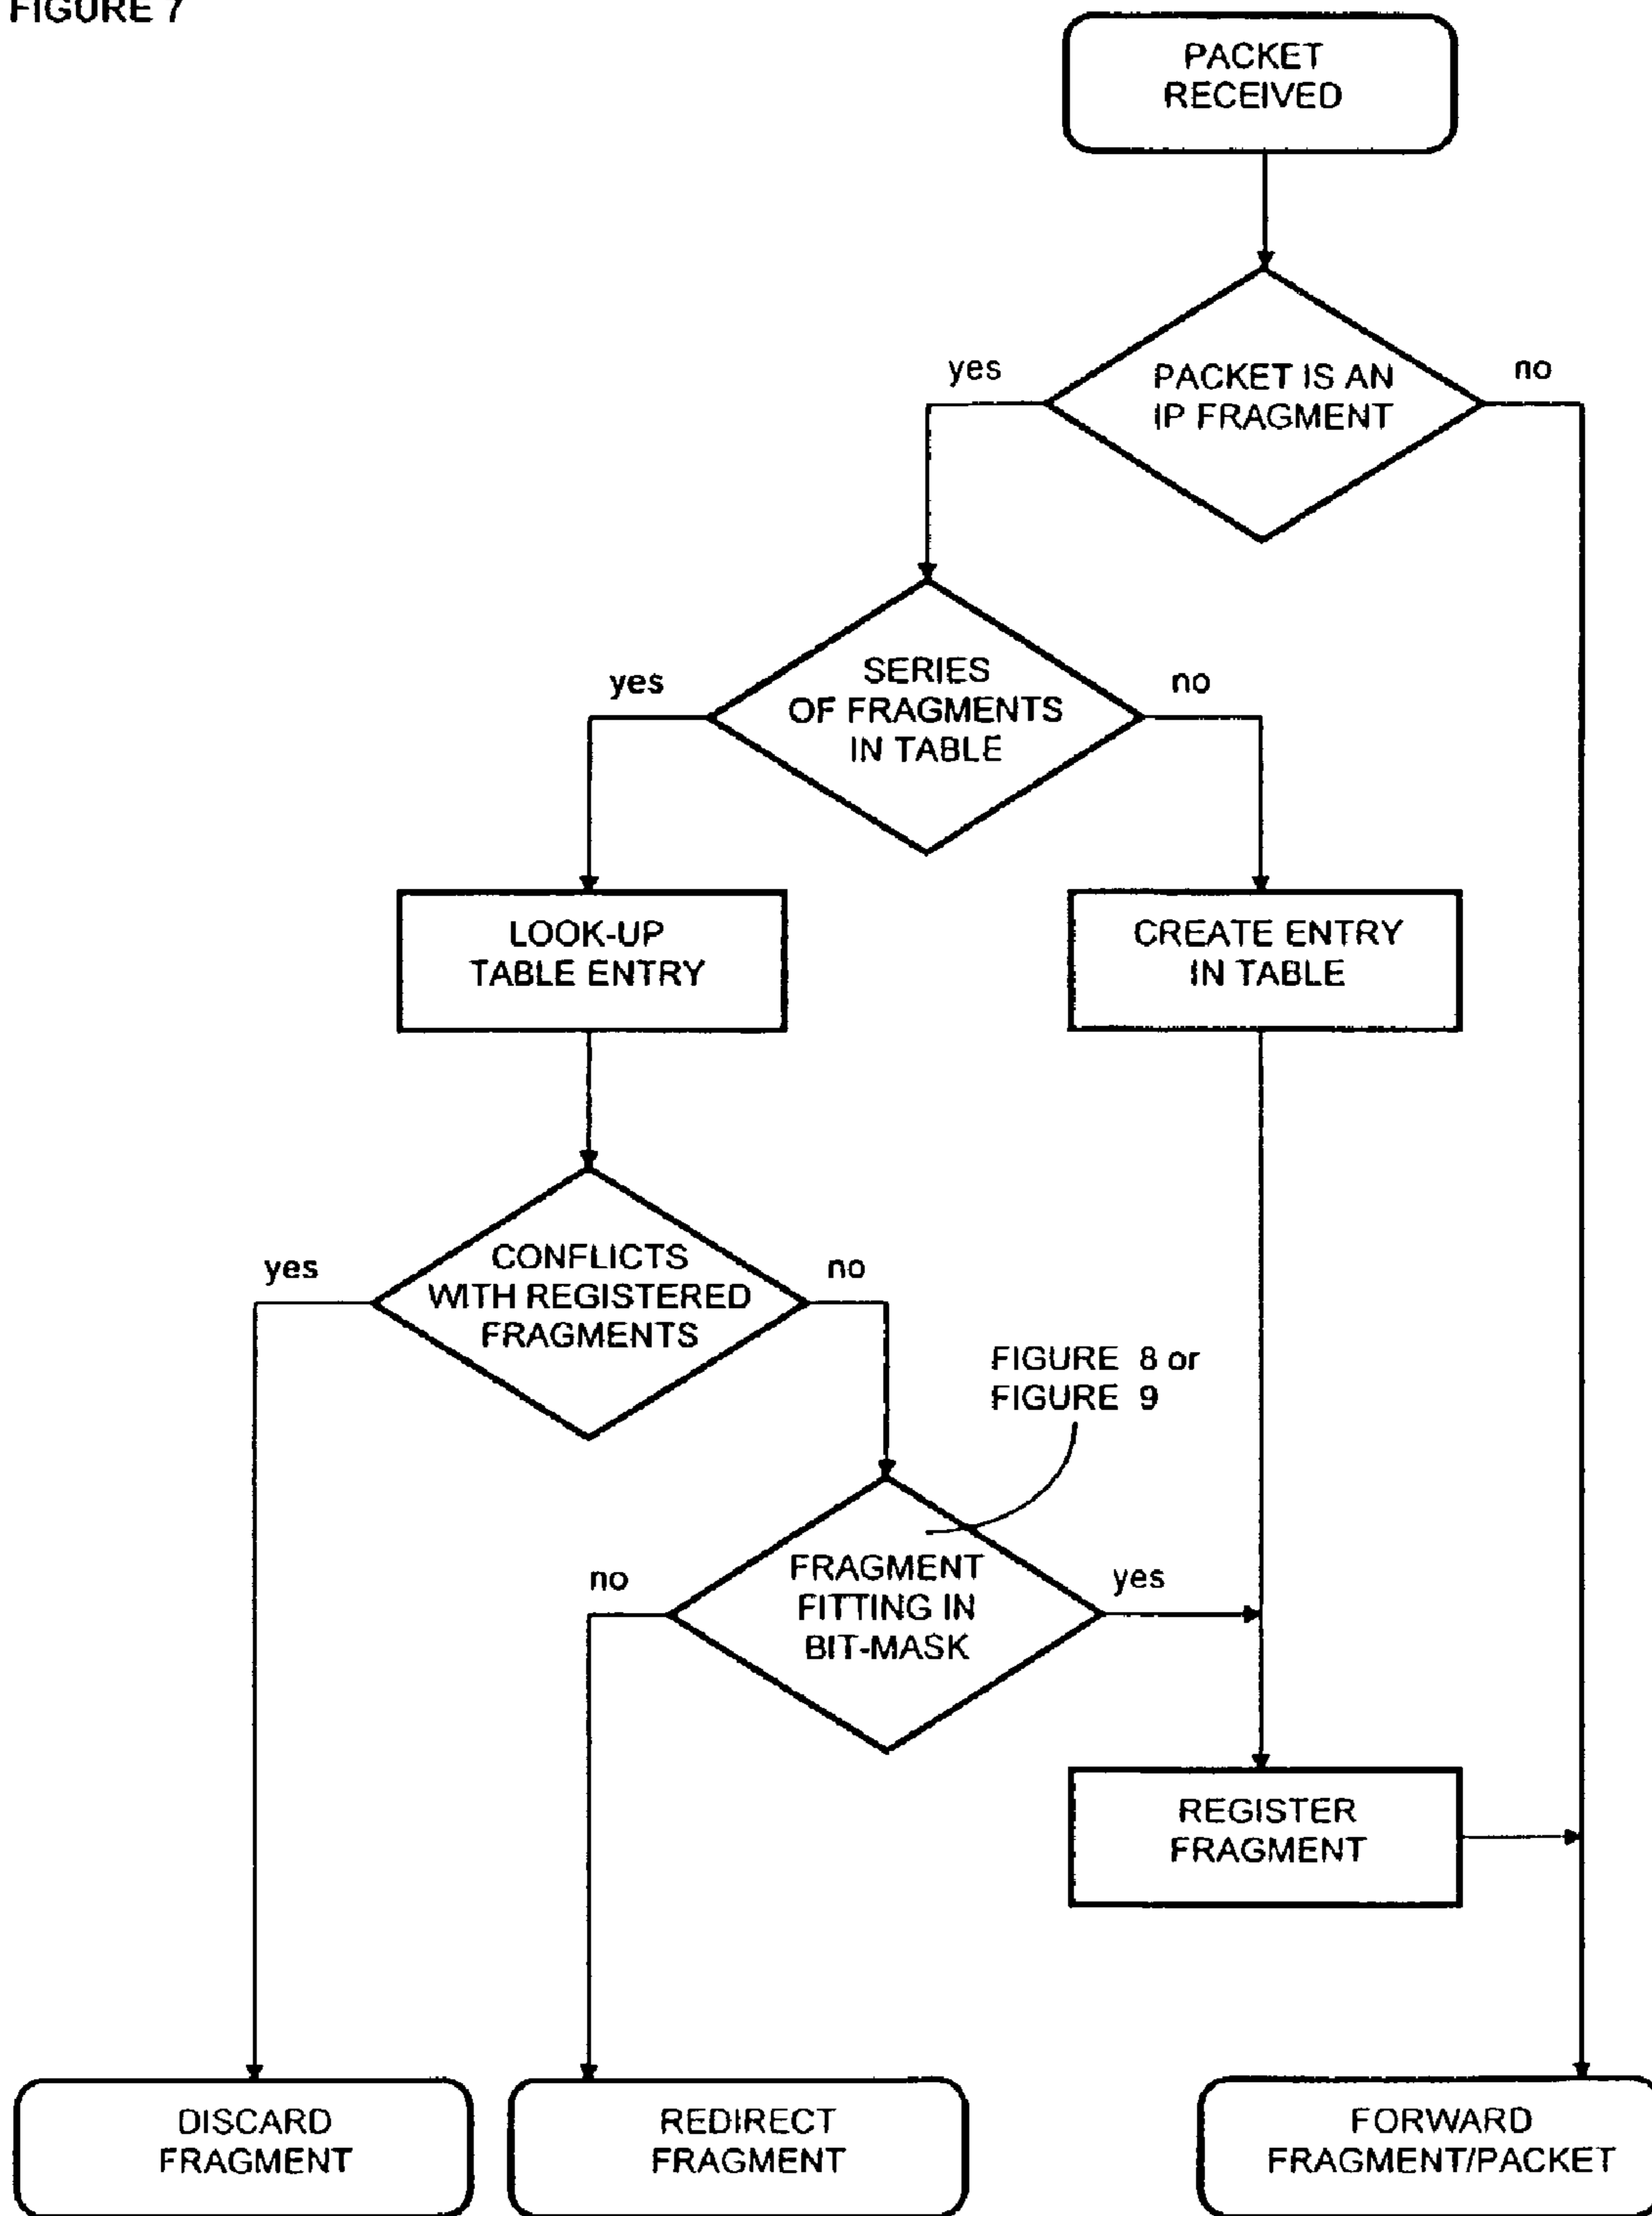 FIGURE 7
PACKET
RECEIVED
yes
PACKET IS AN
IP FRAGMENT
no
yes
SERIES
OF FRAGMENTS
IN TABLE
no
LOOK-UP
TABLE ENTRY
CREATE ENTRY
IN TABLE
yes
CONFLICTS
WITH REGISTERED
FRAGMENTS
no
FIGURE 8 or
FIGURE 9
no
FRAGMENT
FITTING IN
BIT-MASK
yes
REGISTER
FRAGMENT
DISCARD
FRAGMENT
REDIRECT
FRAGMENT
FORWARD
FRAGMENT/PACKET